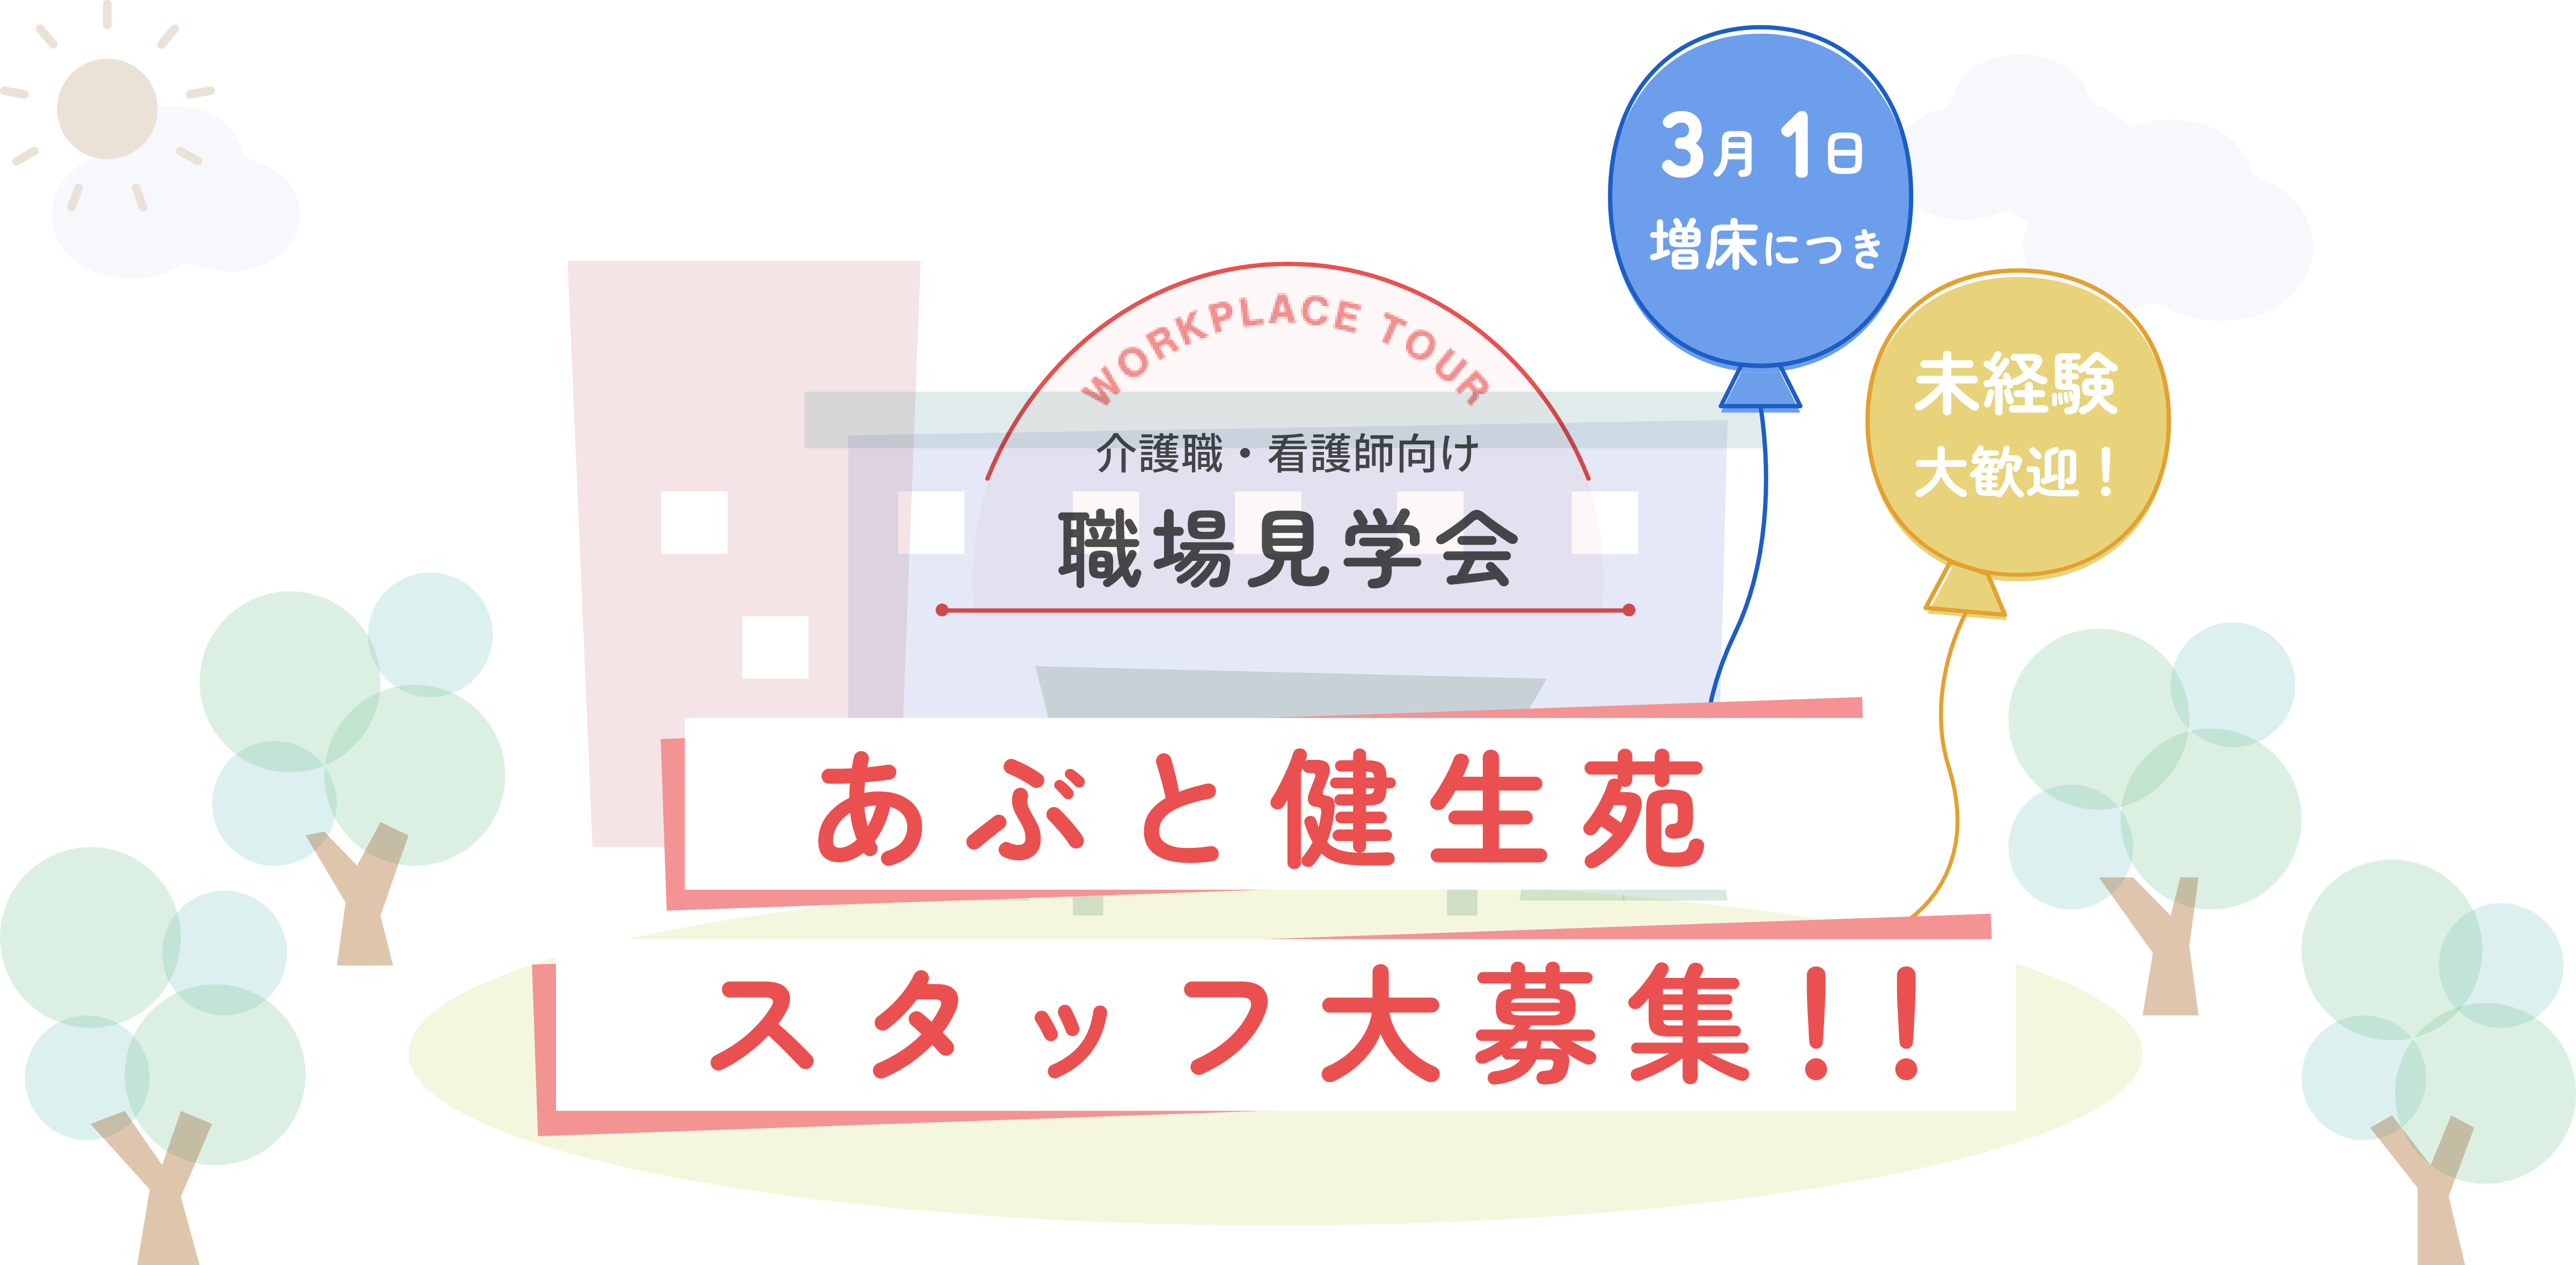 3月1日
増床につき
未経験
大歓迎！
WORKPLACE TOUR
介護職・看護師向け
職場見学会
あぶと健生苑
スタッフ大募集！！